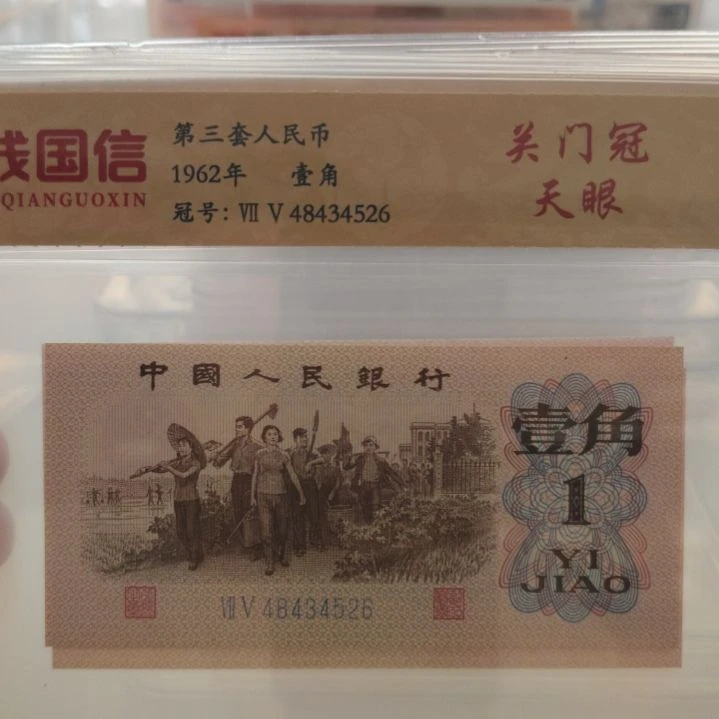 钱国信
QIANGUOXIN
第三套人民币
1962年 壹角
冠号: Ⅶ Ⅴ 48434526
关门冠
天眼
中國人民銀行
壹角
1
YI
JIAO
Ⅶ Ⅴ 48434526